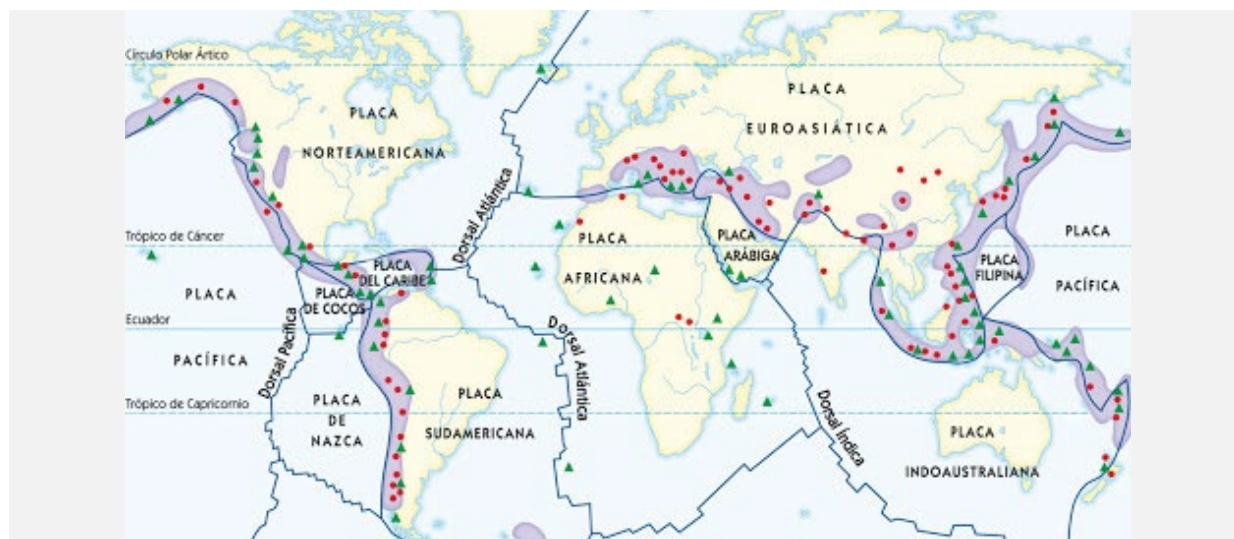 Círculo Polar Ártico
PLACA
NORTEAMERICANA
PLACA
EUROASIÁTICA
Dorsal Atlántica
Trópico de Cáncer
PLACA
DEL CARIBE
PLACA
AFRICANA
PLACA
ARÁBIGA
PLACA
FILIPINA
PLACA
PACÍFICA
PLACA
PACÍFICA
PLACA
DE COCOS
Ecuador
Dorsal Pacífica
Dorsal Atlántica
Trópico de Capricornio
PLACA
DE
NAZCA
PLACA
SUDAMERICANA
Dorsal Índica
PLACA
INDOAUSTRALIANA